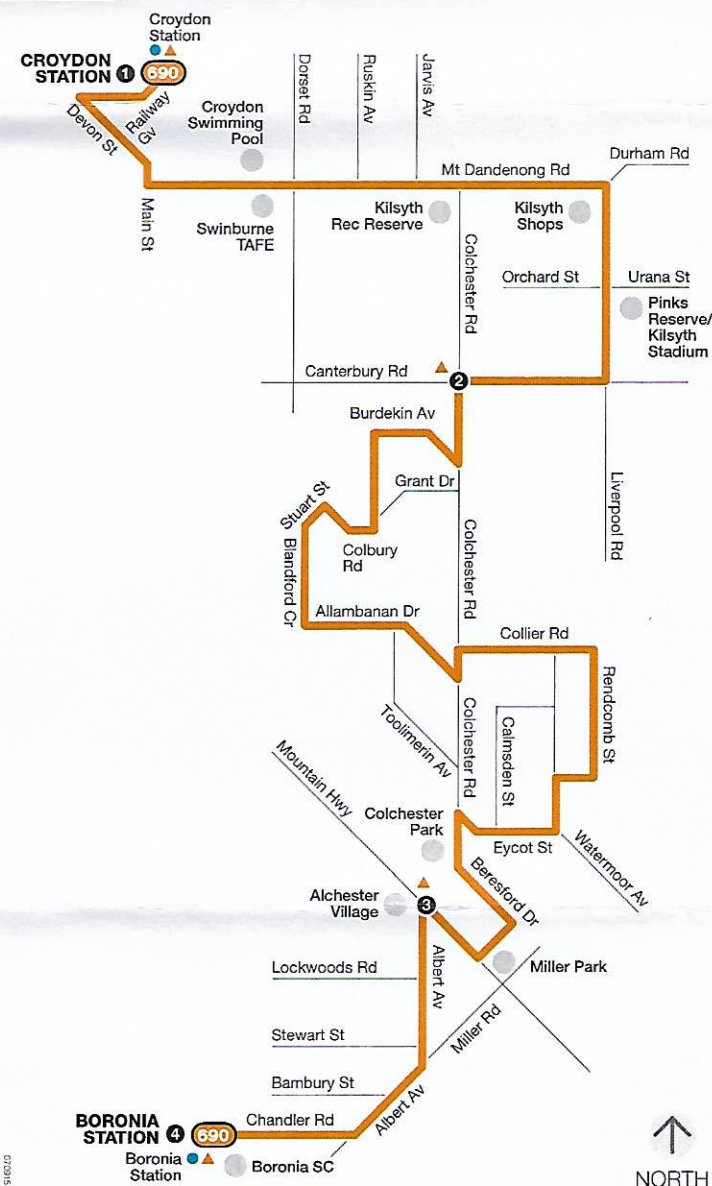 Croydon
Station
CROYDON
STATION 1 690
Railway
Gv
Devon St
Main St
Croydon
Swimming
Pool
Swinburne
TAFE
Dorset Rd
Ruskin Av
Jarvis Av
Mt Dandenong Rd
Durham Rd
Kilsyth
Rec Reserve
Kilsyth
Shops
Colchester Rd
Orchard St
Urana St
Pinks
Reserve/
Kilsyth
Stadium
Canterbury Rd
2
Burdekin Av
Liverpool Rd
Grant Dr
Stuart St
Colbury
Rd
Blandford Cr
Colchester Rd
Allambanan Dr
Collier Rd
Rendcomb St
Toolimerin Av
Colchester Rd
Calmsden St
Mountain Hwy
Colchester
Park
Eycot St
Watermoor Av
Beresford Dr
Alchester
Village
3
Miller Park
Albert Av
Lockwoods Rd
Miller Rd
Stewart St
Bambury St
Albert Av
BORONIA
STATION 4 690
Chandler Rd
Boronia
Station
Boronia SC
NORTH
070915